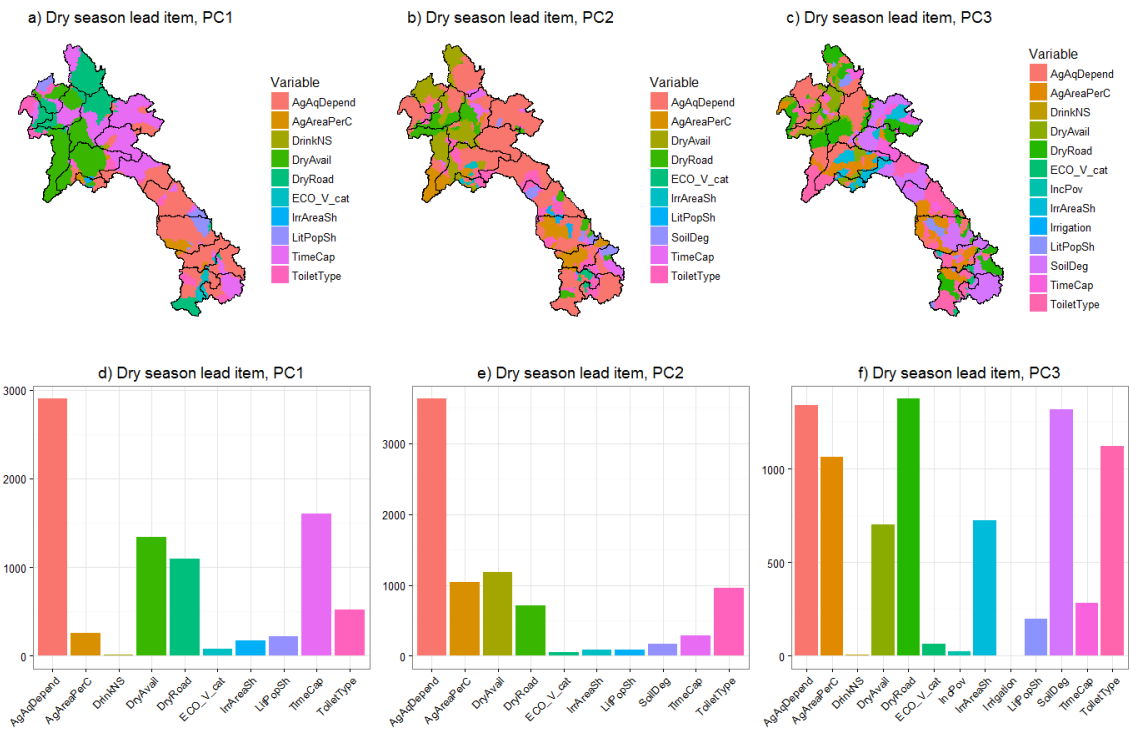 a) Dry season lead item, PC1
b) Dry season lead item, PC2
c) Dry season lead item, PC3
Variable
AgAqDepend
AgAreaPerC
DrinkNS
DryAvail
DryRoad
ECO_V_cat
IrrAreaSh
LitPopSh
SoilDeg
TimeCap
ToiletType
Variable
AgAqDepend
AgAreaPerC
DryAvail
DryRoad
ECO_V_cat
IrrAreaSh
LitPopSh
SoilDeg
TimeCap
ToiletType
Variable
AgAqDepend
AgAreaPerC
DrinkNS
DryAvail
DryRoad
ECO_V_cat
IncPov
IrrAreaSh
Irrigation
LitPopSh
SoilDeg
TimeCap
ToiletType
d) Dry season lead item, PC1
3000
2000
1000
0
AgAqDepend
AgAreaPerC
DrinkNS
DryAvail
DryRoad
ECO_V_cat
IrrAreaSh
LitPopSh
TimeCap
ToiletType
e) Dry season lead item, PC2
3000
2000
1000
0
AgAqDepend
AgAreaPerC
DryAvail
DryRoad
ECO_V_cat
IrrAreaSh
LitPopSh
SoilDeg
TimeCap
ToiletType
f) Dry season lead item, PC3
1000
500
0
AgAqDepend
AgAreaPerC
DrinkNS
DryAvail
DryRoad
ECO_V_cat
IncPov
IrrAreaSh
Irrigation
LitPopSh
SoilDeg
TimeCap
ToiletType